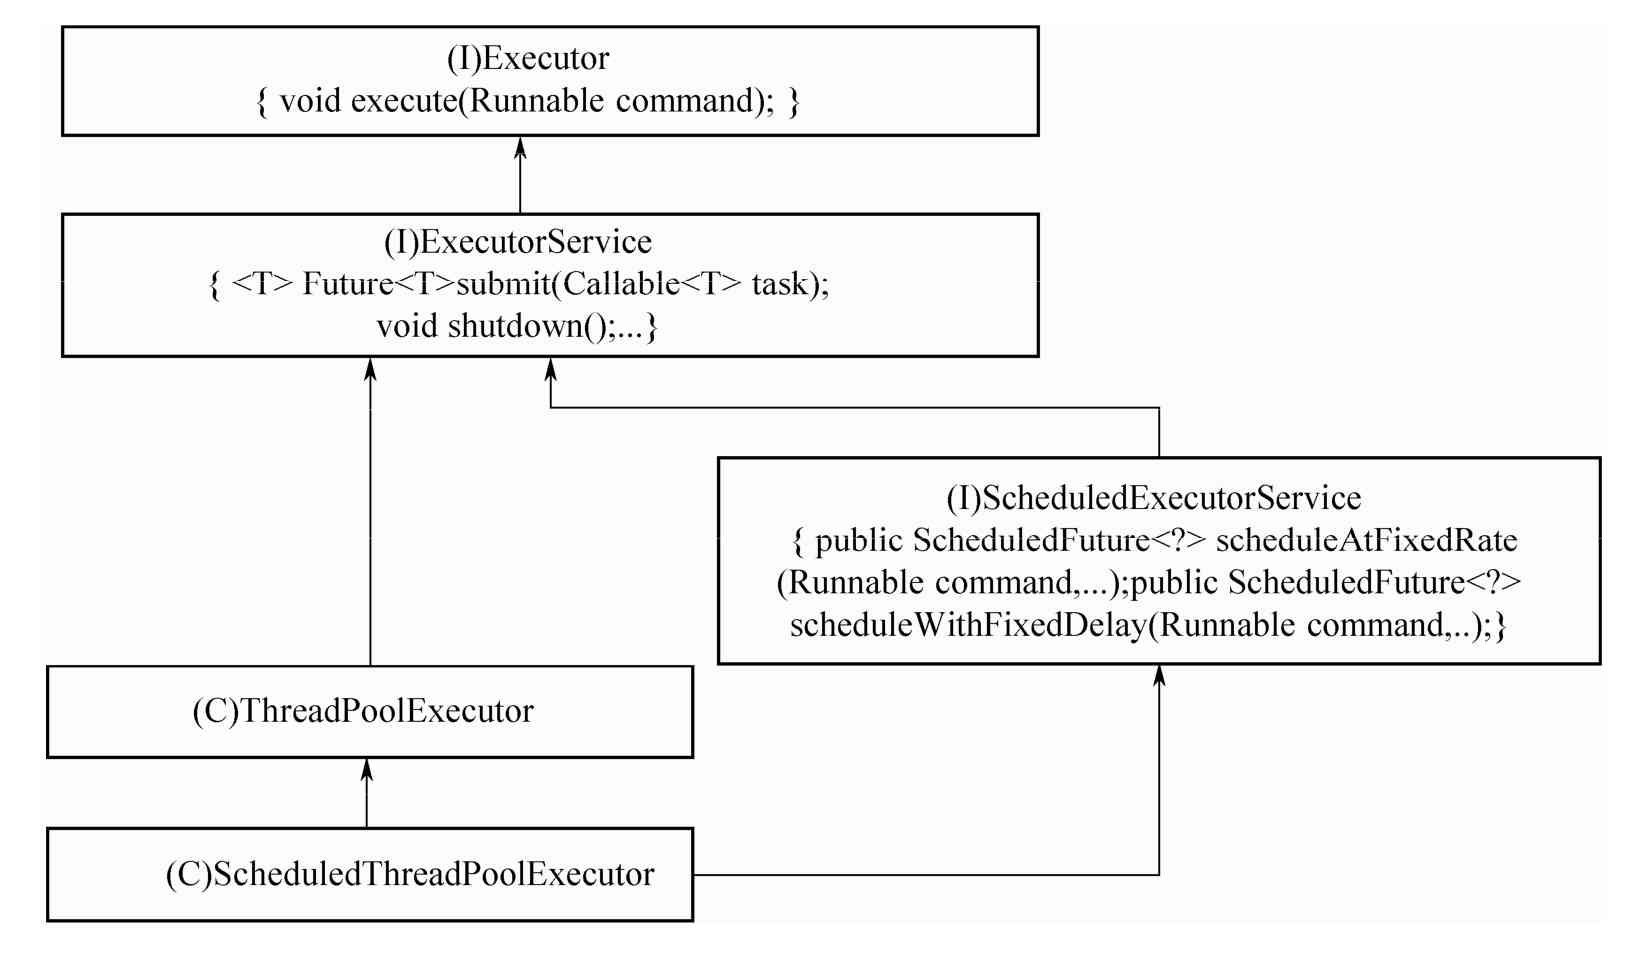 (I)Executor
{ void execute(Runnable command); }
(I)ExecutorService
{ <T> Future<T>submit(Callable<T> task);
void shutdown();...}
(I)ScheduledExecutorService
{ public ScheduledFuture<?> scheduleAtFixedRate
(Runnable command,...);public ScheduledFuture<?>
scheduleWithFixedDelay(Runnable command,..);}
(C)ThreadPoolExecutor
(C)ScheduledThreadPoolExecutor